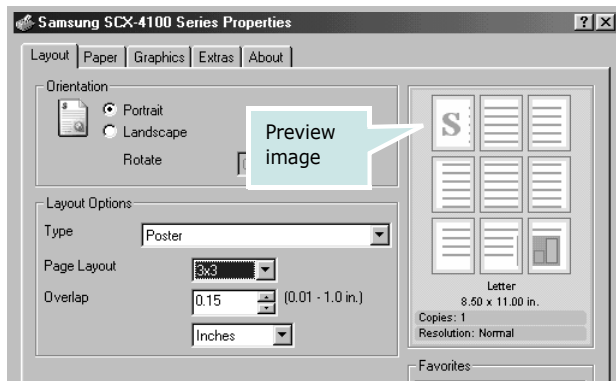 Samsung SCX-4100 Series Properties
Layout Paper Graphics Extras About
Orientation
Portrait
Landscape
Rotate
Preview
image
Layout Options
Type Poster
Page Layout 3x3
Overlap 0.15 (0.01 - 1.0 in.)
Inches
S
Letter
8.50 x 11.00 in.
Copies: 1
Resolution: Normal
Favorites